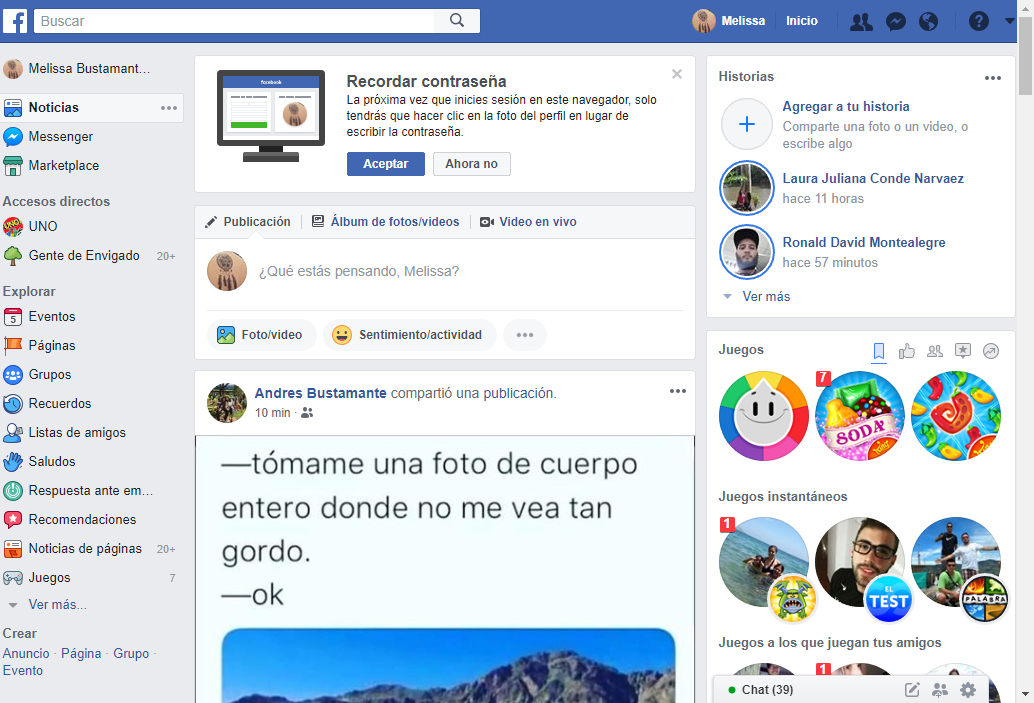 Buscar
Melissa
Inicio
Melissa Bustamant...
Noticias
Messenger
Marketplace
Accesos directos
UNO
Gente de Envigado 20+
Explorar
Eventos
Páginas
Grupos
Recuerdos
Listas de amigos
Saludos
Respuesta ante em...
Recomendaciones
Noticias de páginas 20+
Juegos 7
Ver más...
Crear
Anuncio · Página · Grupo ·
Evento
facebook
Recordar contraseña
La próxima vez que inicies sesión en este navegador, solo
tendrás que hacer clic en la foto del perfil en lugar de
escribir la contraseña.
Aceptar
Ahora no
Publicación
Álbum de fotos/videos
Video en vivo
¿Qué estás pensando, Melissa?
Foto/video
Sentimiento/actividad
Andres Bustamante compartió una publicación.
10 min ·
—tómame una foto de cuerpo
entero donde no me vea tan
gordo.
—ok
Historias
Agregar a tu historia
Comparte una foto o un video, o
escribe algo
Laura Juliana Conde Narvaez
hace 11 horas
Ronald David Montealegre
hace 57 minutos
Ver más
Juegos
7
SODA
King
Juegos instantáneos
1
EL
TEST
PALABRA
Juegos a los que juegan tus amigos
1
Chat (39)